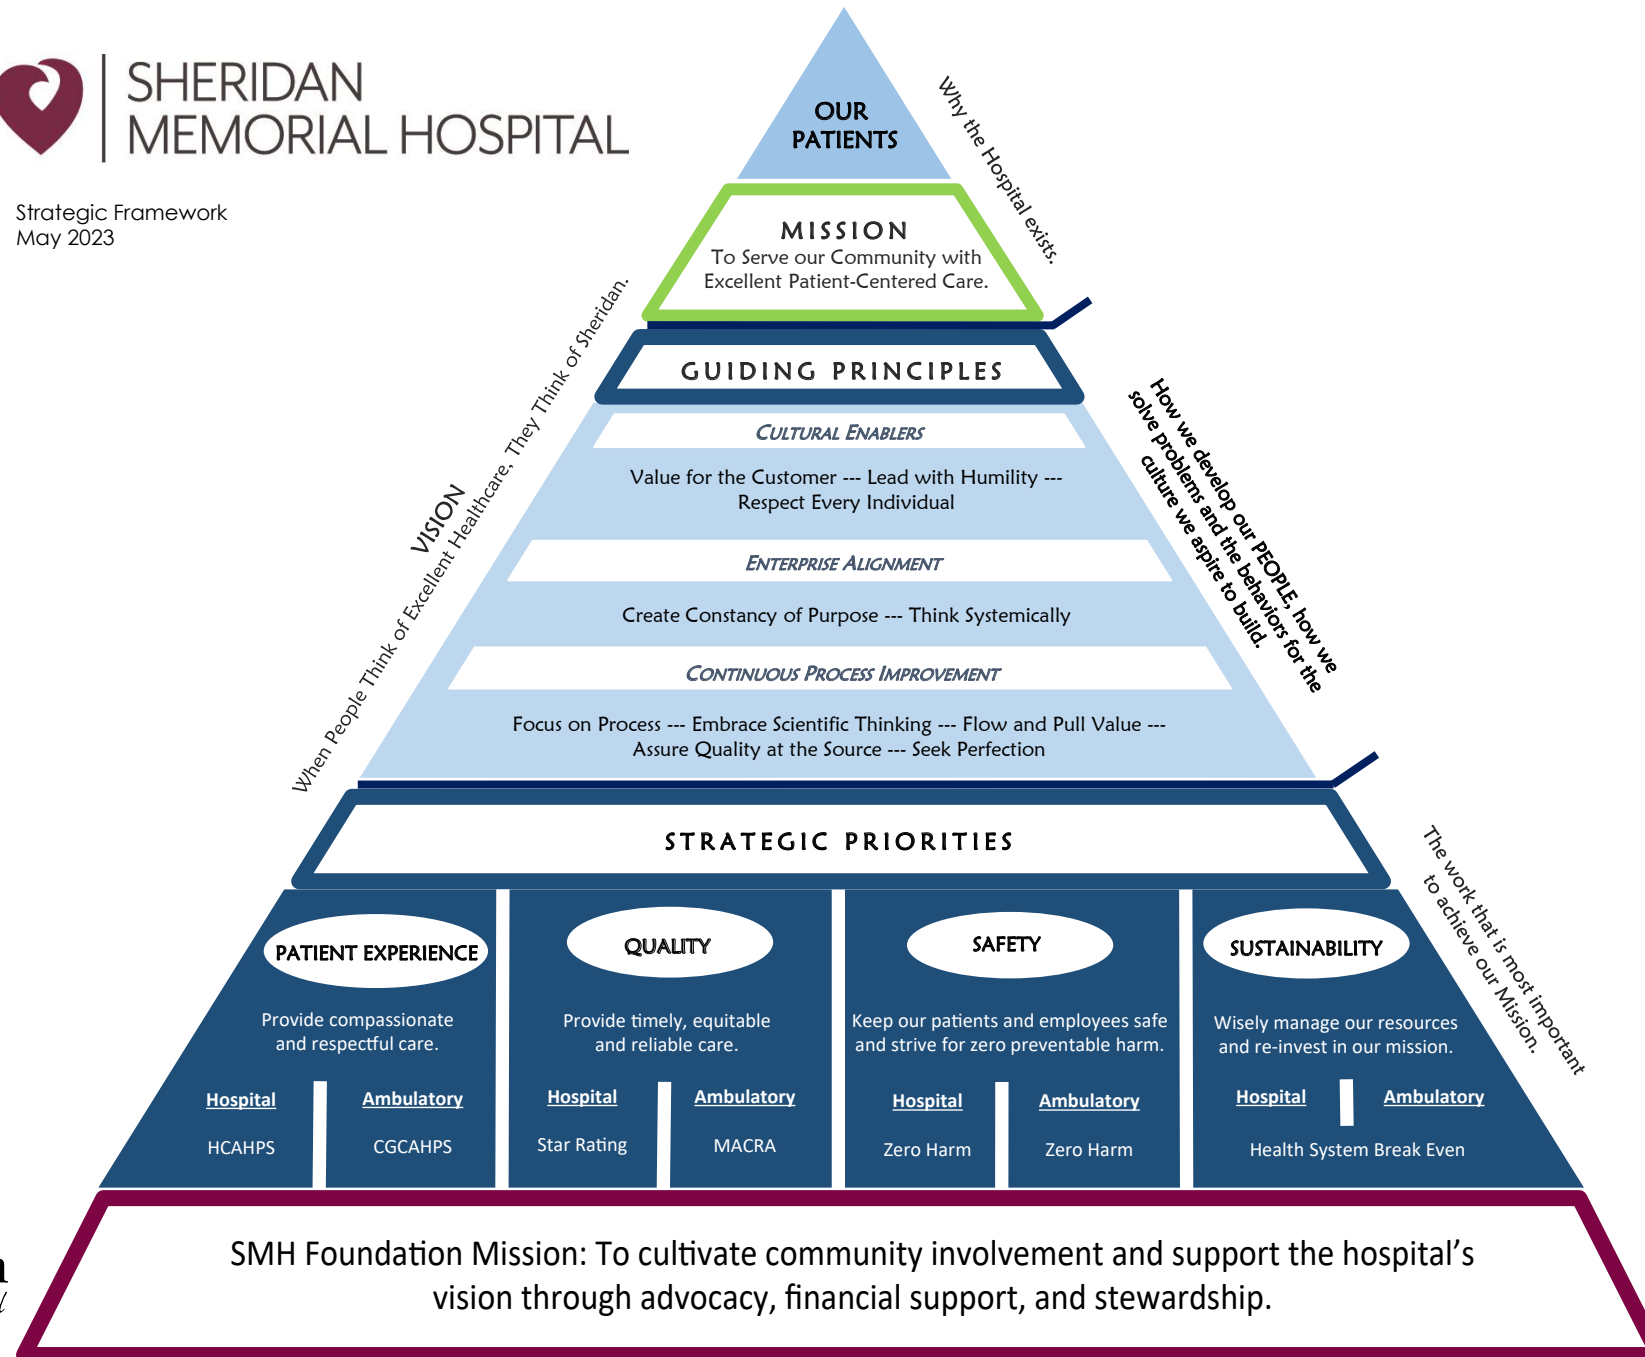 SHERIDAN
MEMORIAL HOSPITAL
Strategic Framework
May 2023
OUR
PATIENTS
Why the Hospital exists.
MISSION
To Serve our Community with
Excellent Patient-Centered Care.
VISION
When People Think of Excellent Healthcare, They Think of Sheridan.
GUIDING PRINCIPLES
CULTURAL ENABLERS
Value for the Customer --- Lead with Humility ---
Respect Every Individual
ENTERPRISE ALIGNMENT
Create Constancy of Purpose --- Think Systemically
CONTINUOUS PROCESS IMPROVEMENT
Focus on Process --- Embrace Scientific Thinking --- Flow and Pull Value ---
Assure Quality at the Source --- Seek Perfection
How we develop our PEOPLE, how we
solve problems and the behaviors for the
culture we aspire to build.
STRATEGIC PRIORITIES
The work that is most important
to achieve our Mission.
PATIENT EXPERIENCE
Provide compassionate
and respectful care.
Hospital Ambulatory
HCAHPS CGCAHPS
QUALITY
Provide timely, equitable
and reliable care.
Hospital Ambulatory
Star Rating MACRA
SAFETY
Keep our patients and employees safe
and strive for zero preventable harm.
Hospital Ambulatory
Zero Harm Zero Harm
SUSTAINABILITY
Wisely manage our resources
and re-invest in our mission.
Hospital Ambulatory
Health System Break Even
SMH Foundation Mission: To cultivate community involvement and support the hospital's
vision through advocacy, financial support, and stewardship.